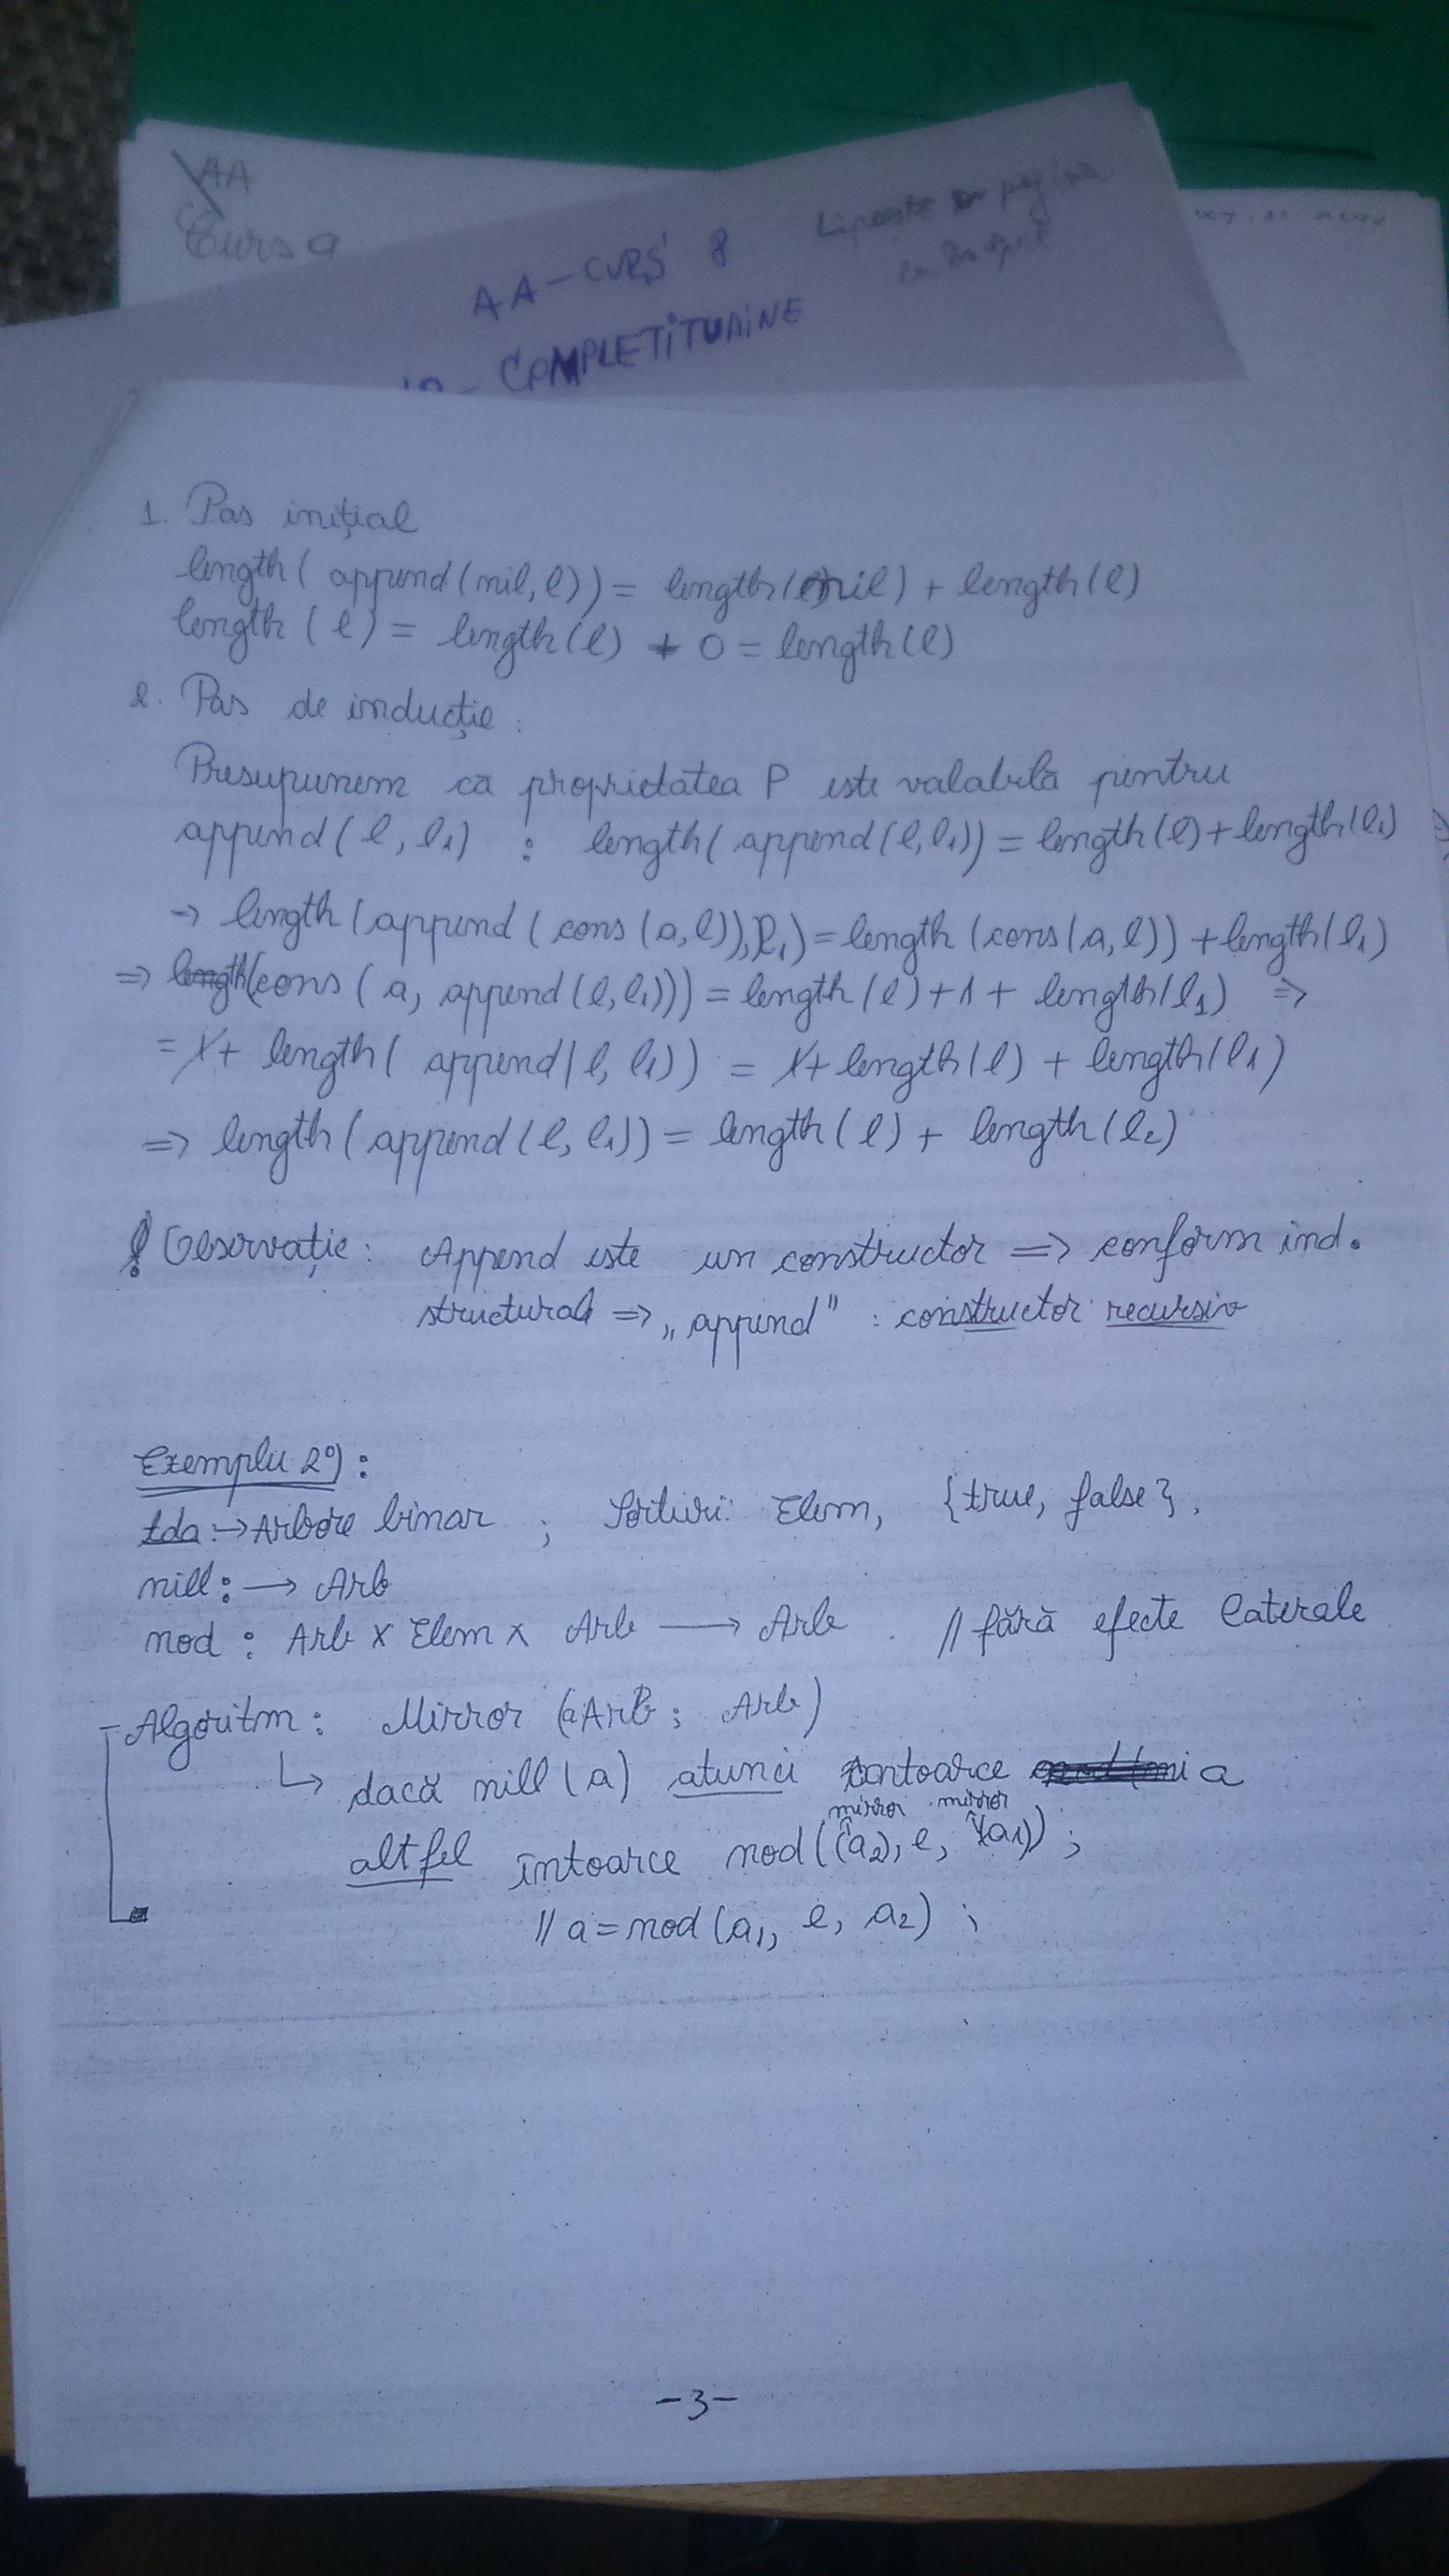 AA
Curs 9
AA - CURS 8
COMPLETITUDINE
Lipseste pagina
1. Pas inițial
length( append(nil, l)) = length(nil) + length(l)
length (l) = length(l) + 0 = length(l)
2. Pas de inducție:
Presupunem că proprietatea P este valabilă pentru
append(l, l1) : length( append(l, l1)) = length(l) + length(l1)
→ length (append ( cons (a, l)), l1) = length (cons(a, l)) + length(l1)
=> length(cons ( a, append(l, l1))) = length(l) + 1 + length(l1) =>
= 1 + length( append(l, l1)) = 1 + length(l) + length(l1)
=> length (append(l, l1)) = length(l) + length(l2)
! Observație: Append este un constructor => conform ind.
structurale => „append" : constructor recursiv
Exemplu 2º) :
tda :→ Arbore binar ; Sorturi: Elem, {true, false},
nill : → Arb
nod : Arb x Elem x Arb → Arb . // fără efecte laterale
Algoritm : Mirror (a Arb ; Arb)
↳ dacă nill (a) atunci întoarce a
mirror mirror
altfel întoarce nod((a2), e, (a1)) ;
// a = nod (a1, e, a2) ;
- 3 -